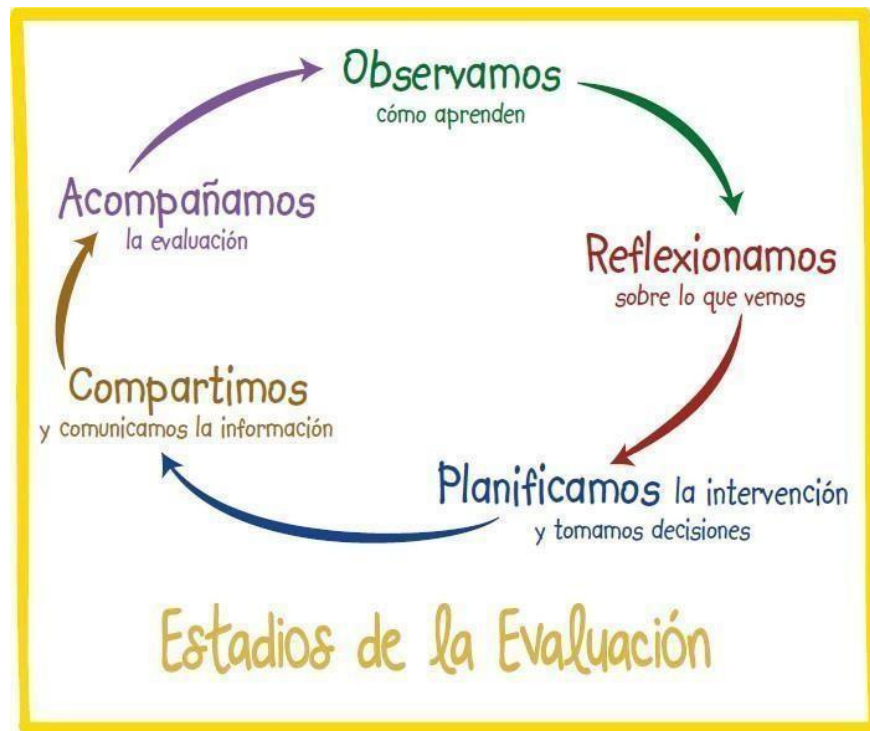 Observamos
cómo aprenden
Reflexionamos
sobre lo que vemos
Planificamos la intervención
y tomamos decisiones
Compartimos
y comunicamos la información
Acompañamos
la evaluación
Estadios de la Evaluación